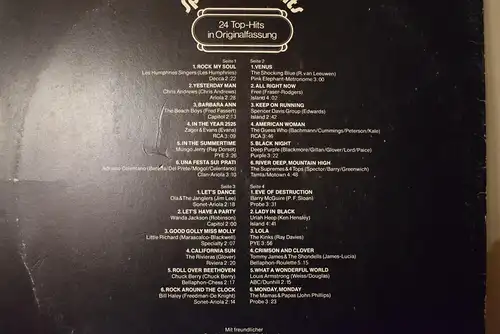 24 Top-Hits
in Originalfassung
Seite 1
1. ROCK MY SOUL
Les Humphries Singers (Les Humphries)
Decca 2:22
2. YESTERDAY MAN
Chris Andrews (Chris Andrews)
Ariola 2:28
3. BARBARA ANN
The Beach Boys (Fred Fassert)
Capitol 2:13
4. IN THE YEAR 2525
Zager & Evans (Evans)
RCA 3:09
5. IN THE SUMMERTIME
Mungo Jerry (Ray Dorset)
PYE 3:26
6. UNA FESTA SUI PRATI
Adriano Celentano (Beretta/Del Prete/Mogol/Celentano)
Clan-Ariola 3:13
Seite 2
1. VENUS
The Shocking Blue (R. van Leeuwen)
Pink Elephant-Metronome 3:00
2. ALL RIGHT NOW
Free (Fraser-Rodgers)
Island 4:02
3. KEEP ON RUNNING
Spencer Davis Group (Edwards)
Island 2:42
4. AMERICAN WOMAN
The Guess Who (Bachmann/Cummings/Peterson/Kale)
RCA 3:46
5. BLACK NIGHT
Deep Purple (Blackmore/Gillan/Glover/Lord/Paice)
Purple 3:22
6. RIVER DEEP, MOUNTAIN HIGH
The Supremes & 4 Tops (Spector/Barry/Greenwich)
Tamla/Motown 4:48
Seite 3
1. LET'S DANCE
Ola & The Janglers (Jim Lee)
Sonet-Ariola 2:18
2. LET'S HAVE A PARTY
Wanda Jackson (Robinson)
Capitol 2:00
3. GOOD GOLLY MISS MOLLY
Little Richard (Marascalco-Blackwell)
Specialty 2:07
4. CALIFORNIA SUN
The Rivieras (Glover)
Riviera 2:20
5. ROLL OVER BEETHOVEN
Chuck Berry (Chuck Berry)
Bellaphon-Chess 2:17
6. ROCK AROUND THE CLOCK
Bill Haley (Freedman-De Knight)
Sonet-Ariola 2:14
Seite 4
1. EVE OF DESTRUCTION
Barry McGuire (P. F. Sloan)
Probe 3:31
2. LADY IN BLACK
Uriah Heep (Ken Hensley)
Island 4:41
3. LOLA
The Kinks (Ray Davies)
PYE 3:56
4. CRIMSON AND CLOVER
Tommy James & The Shondells (James-Lucia)
Bellaphon-Roulette 5:15
5. WHAT A WONDERFUL WORLD
Louis Armstrong (Weiss/Douglas)
ABC/Dunhill 2:15
6. MONDAY, MONDAY
The Mamas & Papas (John Phillips)
Probe 3:23
Mit freundlicher